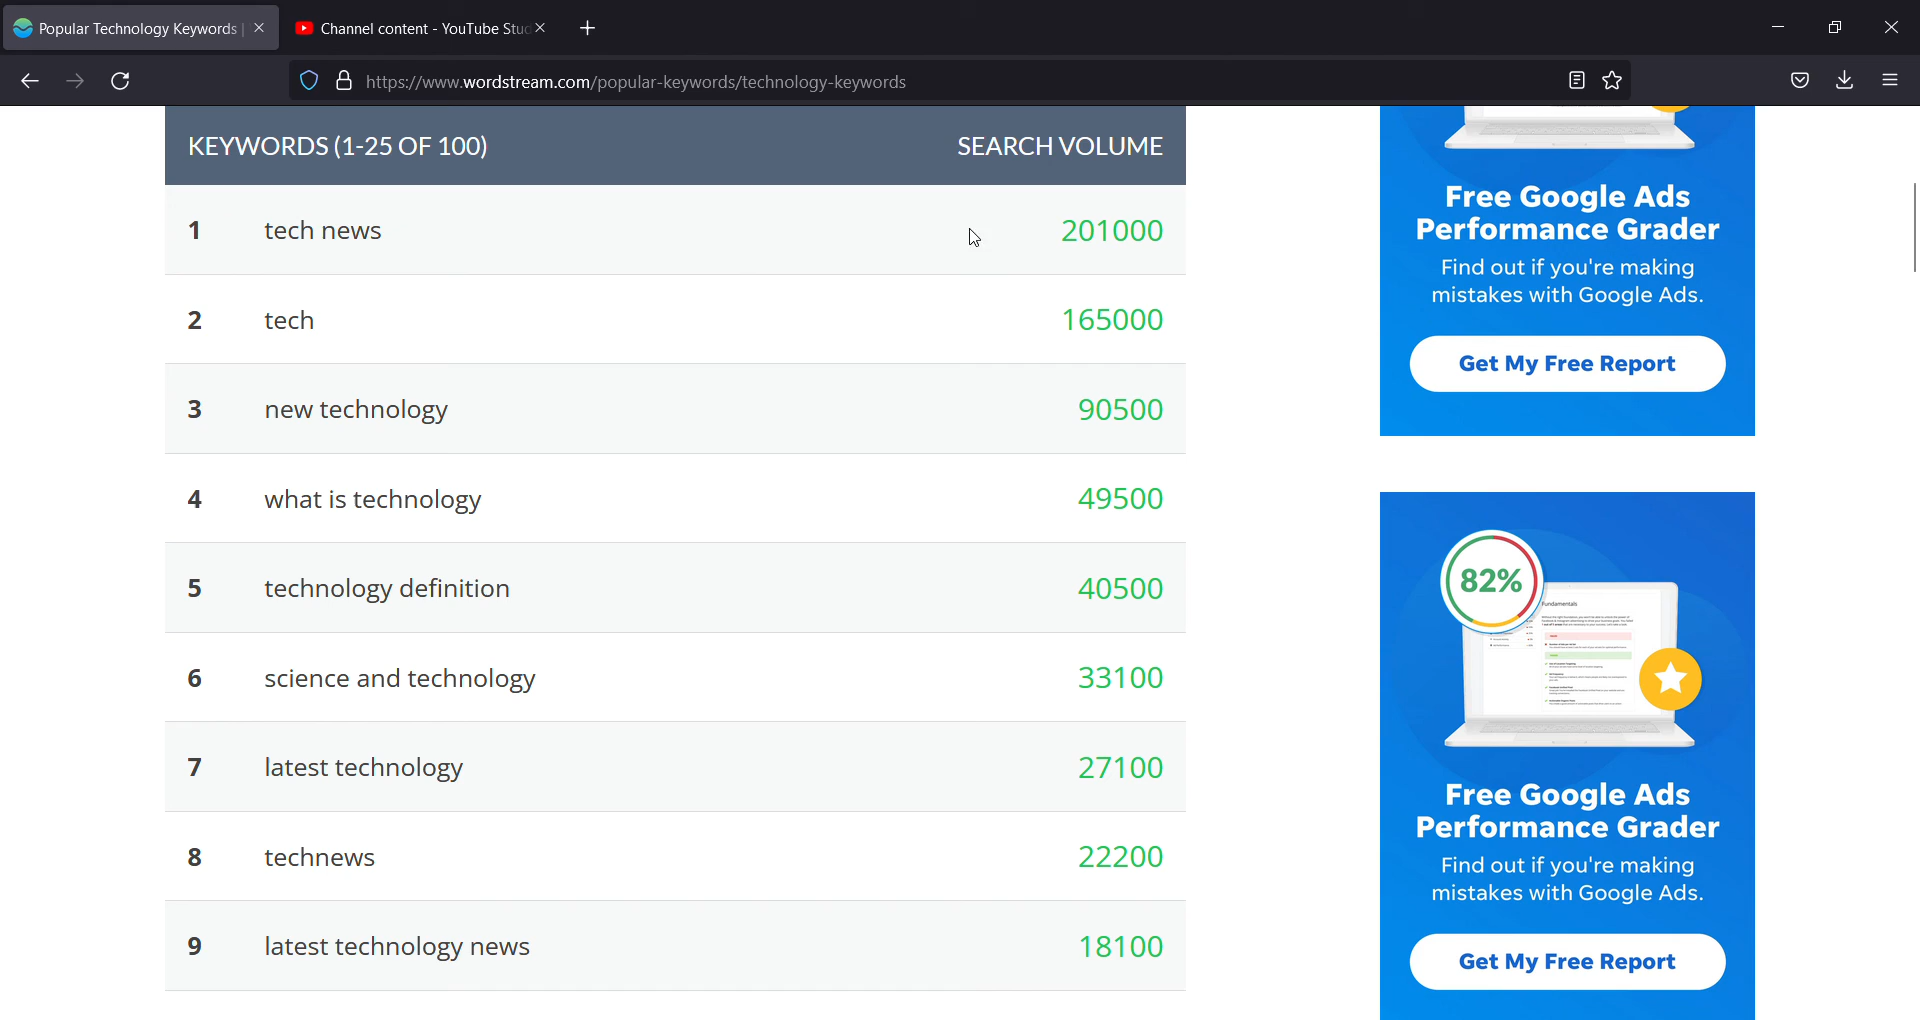 Popular Technology Keywords |
Channel content - YouTube Stud
https://www.wordstream.com/popular-keywords/technology-keywords
KEYWORDS (1-25 OF 100) SEARCH VOLUME
1 tech news 201000
2 tech 165000
3 new technology 90500
4 what is technology 49500
5 technology definition 40500
6 science and technology 33100
7 latest technology 27100
8 technews 22200
9 latest technology news 18100
Free Google Ads
Performance Grader
Find out if you're making
mistakes with Google Ads.
Get My Free Report
82%
Fundamentals
Free Google Ads
Performance Grader
Find out if you're making
mistakes with Google Ads.
Get My Free Report